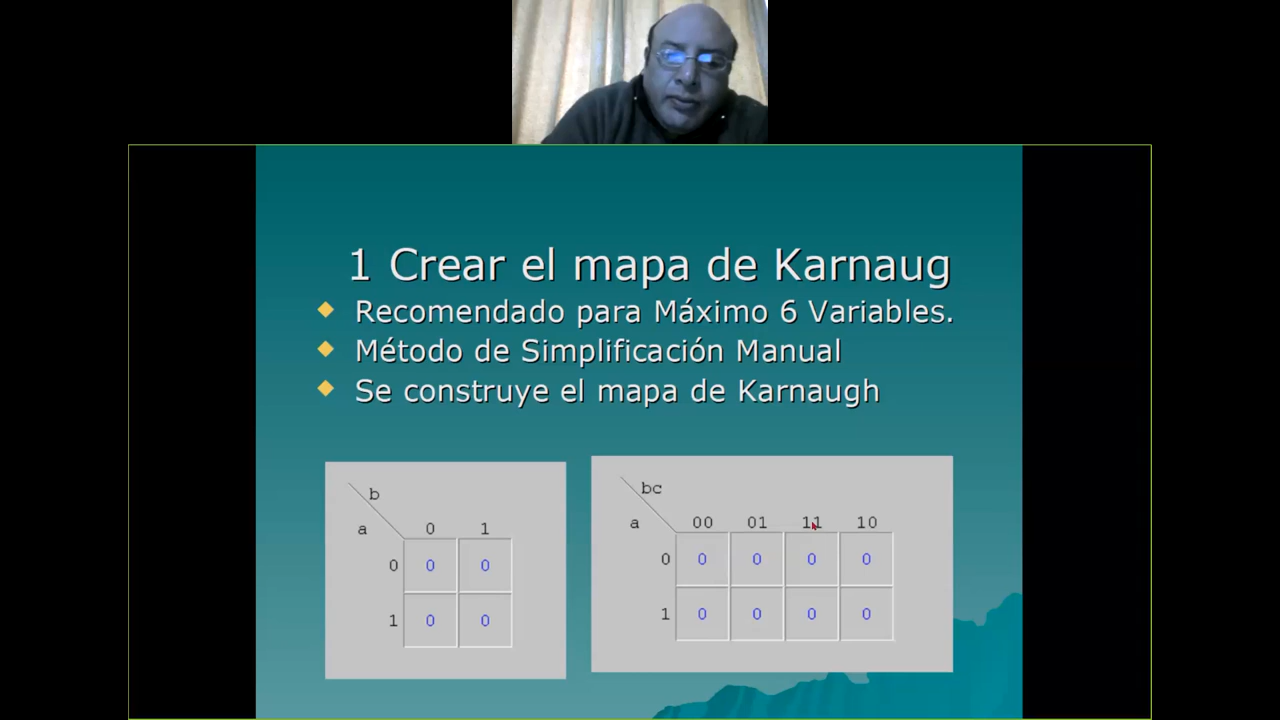 1 Crear el mapa de Karnaug
Recomendado para Máximo 6 Variables.
Método de Simplificación Manual
Se construye el mapa de Karnaugh
b
a 0 1
0 0 0
1 0 0
bc
a 00 01 11 10
0 0 0 0 0
1 0 0 0 0